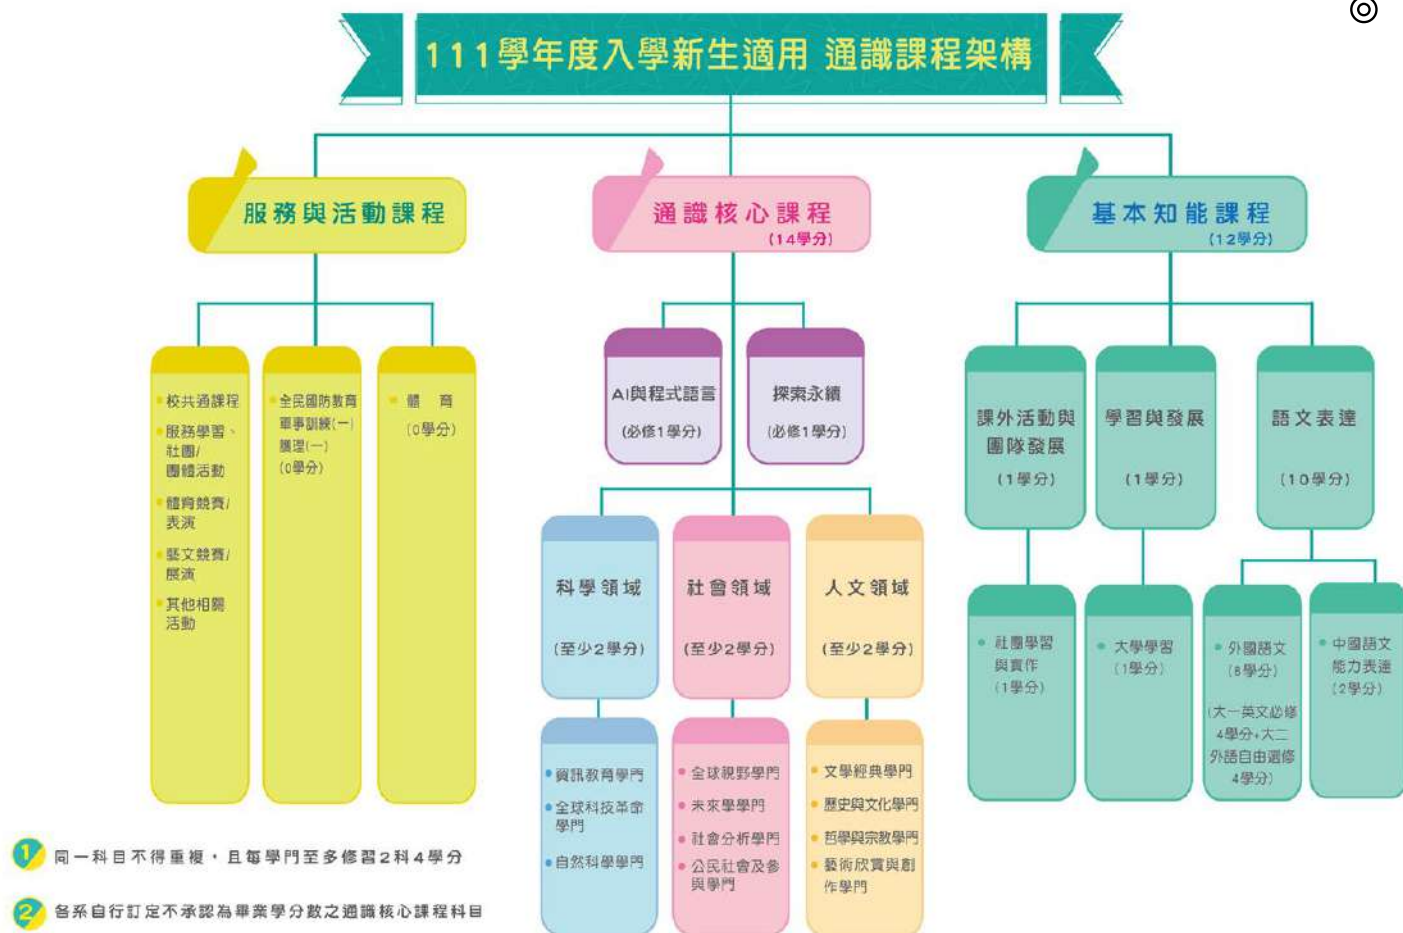 ◎
111學年度入學新生適用 通識課程架構
服務與活動課程
校共通課程
服務學習、
社團/
團體活動
體育競賽/
表演
藝文競賽/
展演
其他相關
活動
全民國防教育
軍事訓練(一)
護理(一)
(0學分)
體 育
(0學分)
通識核心課程
(14學分)
AI與程式語言
(必修1學分)
探索永續
(必修1學分)
科學領域
(至少2學分)
資訊教育學門
全球科技革命
學門
自然科學學門
社會領域
(至少2學分)
全球視野學門
未來學學門
社會分析學門
公民社會及參
與學門
人文領域
(至少2學分)
文學經典學門
歷史與文化學門
哲學與宗教學門
藝術欣賞與創
作學門
基本知能課程
(12學分)
課外活動與
團隊發展
(1學分)
社團學習
與實作
(1學分)
學習與發展
(1學分)
大學學習
(1學分)
語文表達
(10學分)
外國語文
(8學分)
(大一英文必修
4學分+大二
外語自由選修
4學分)
中國語文
能力表達
(2學分)
1 同一科目不得重複，且每學門至多修習2科4學分
2 各系自行訂定不承認為畢業學分數之通識核心課程科目